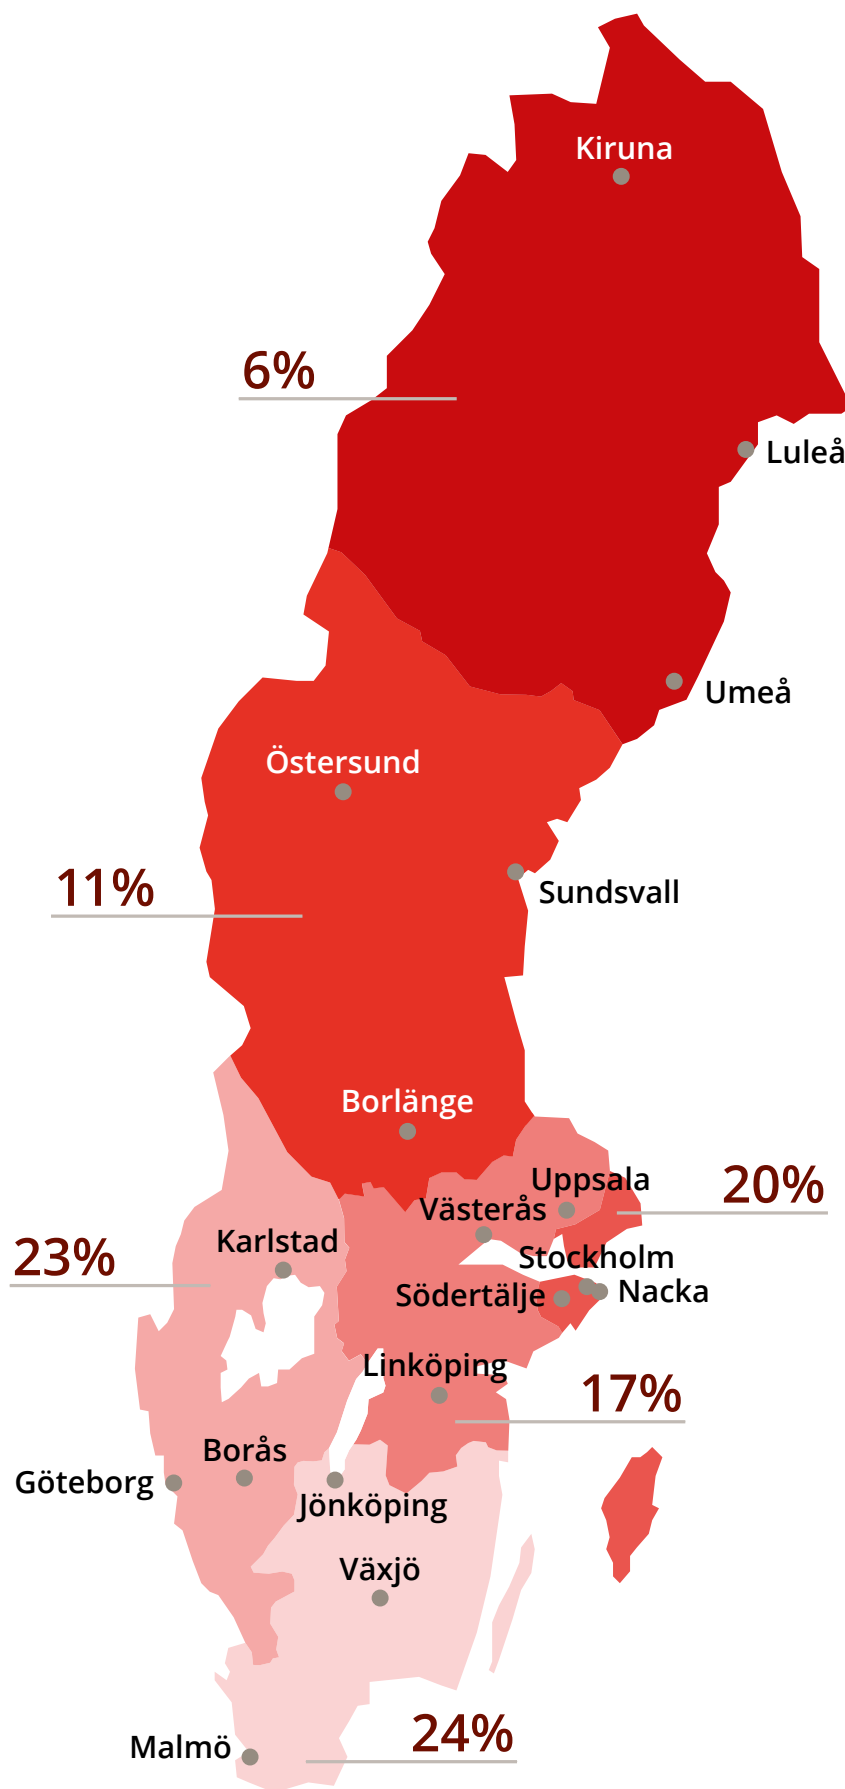 Kiruna
6%
Luleå
Umeå
Östersund
11%
Sundsvall
Borlänge
Uppsala
20%
Västerås
Karlstad
23%
Stockholm
Södertälje
Nacka
Linköping
17%
Borås
Göteborg
Jönköping
Växjö
24%
Malmö